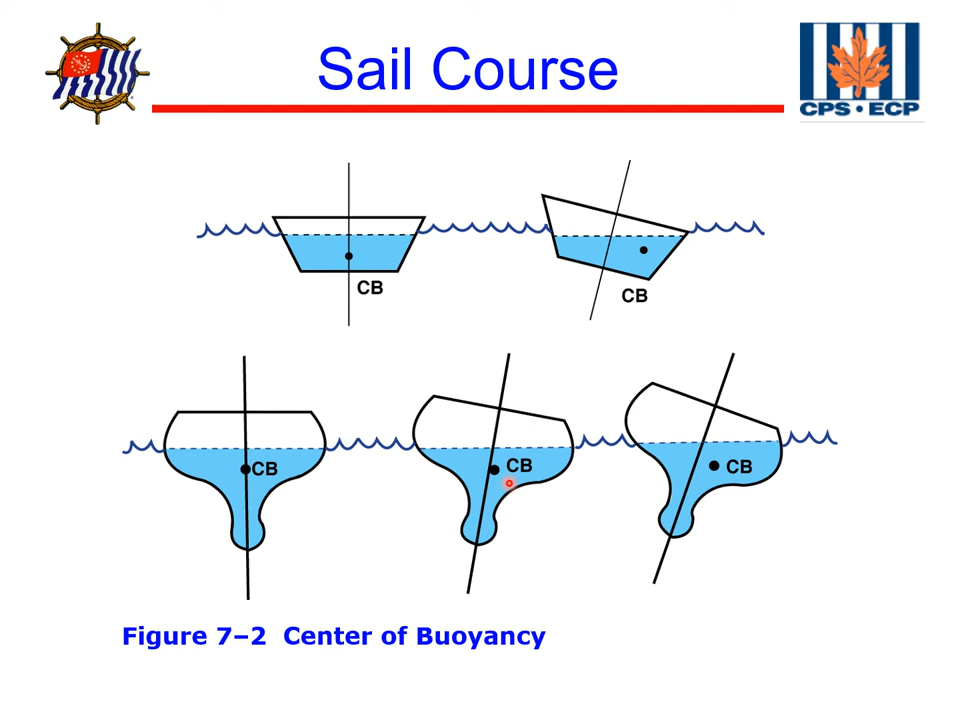 Sail Course
CPS • ECP
CB
CB
CB
CB
CB
Figure 7–2 Center of Buoyancy